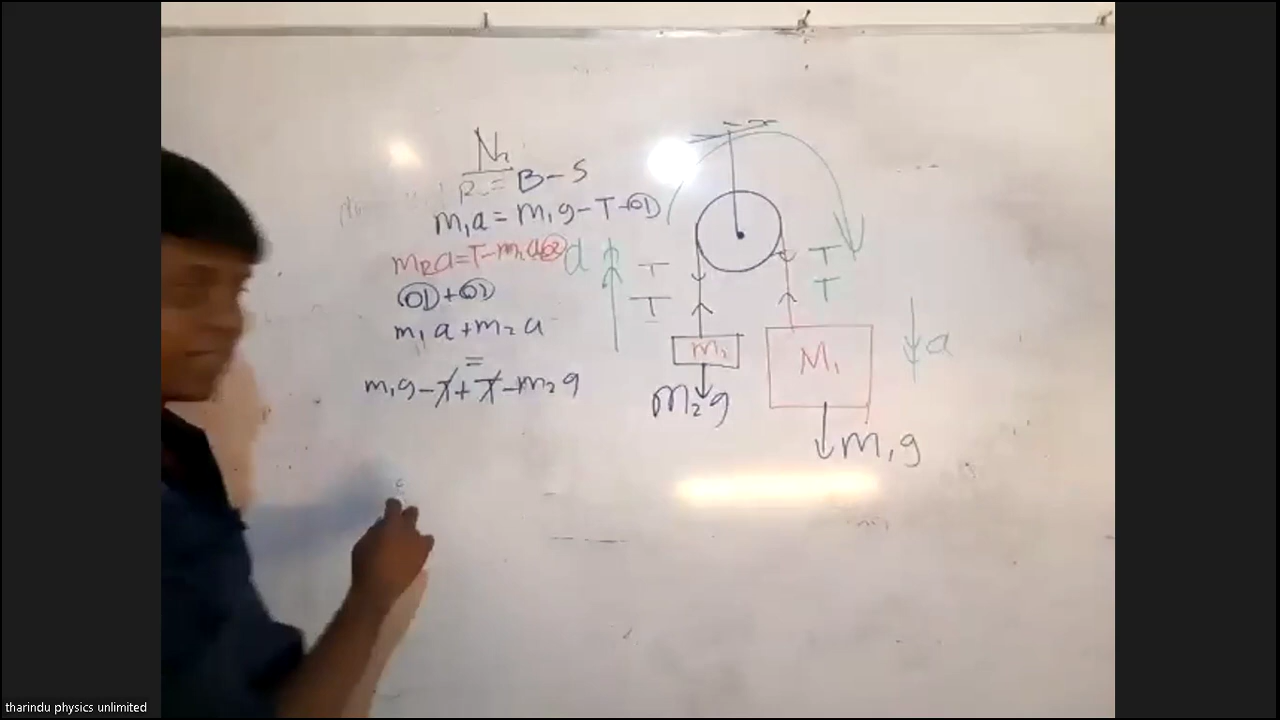 N₂
R = B - S
m₁a = m₁g - T → ①
m₂a = T - m₂g ②
① + ②
m₁a + m₂a
=
m₁g - T + T - m₂g
a
T
T
T
T
m₂
M₁
a
m₂g
m₁g
tharindu physics unlimited